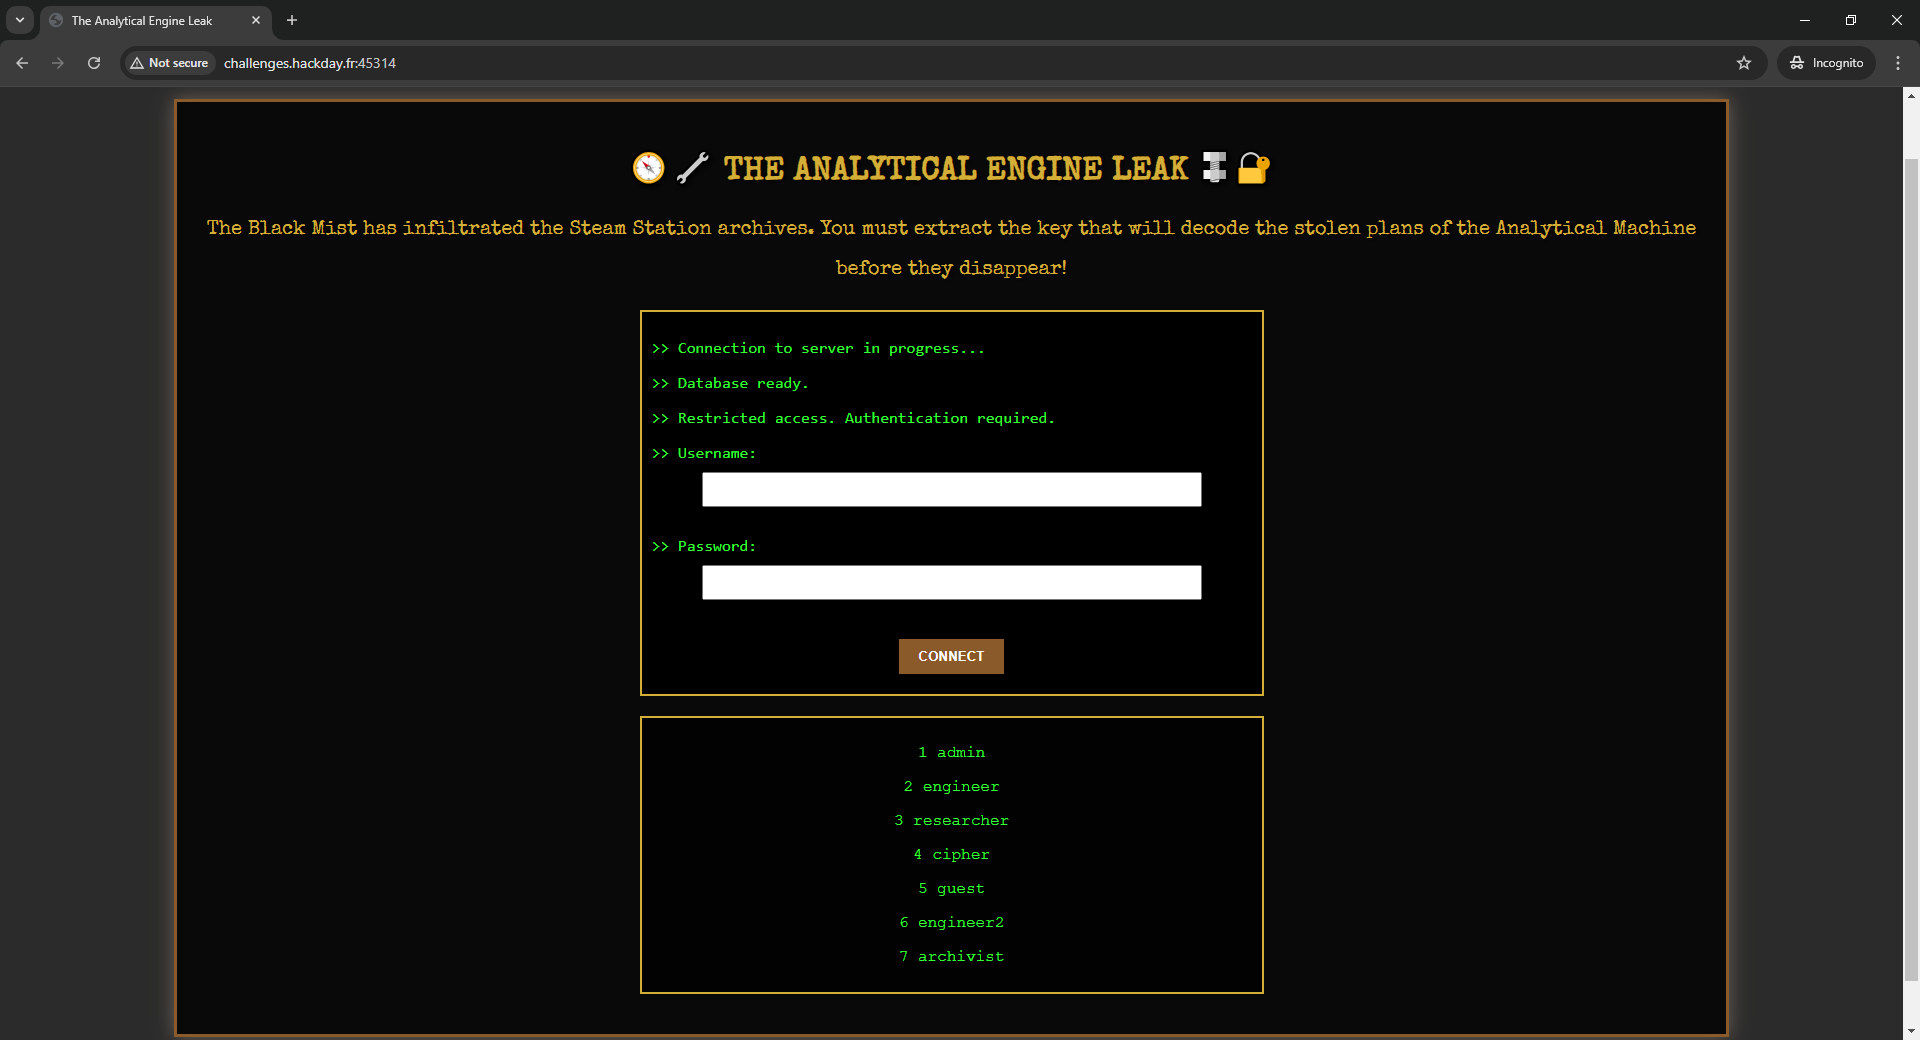 The Analytical Engine Leak
Not secure
challenges.hackday.fr:45314
Incognito
THE ANALYTICAL ENGINE LEAK
The Black Mist has infiltrated the Steam Station archives. You must extract the key that will decode the stolen plans of the Analytical Machine
before they disappear!
>> Connection to server in progress...
>> Database ready.
>> Restricted access. Authentication required.
>> Username:
>> Password:
CONNECT
1 admin
2 engineer
3 researcher
4 cipher
5 guest
6 engineer2
7 archivist